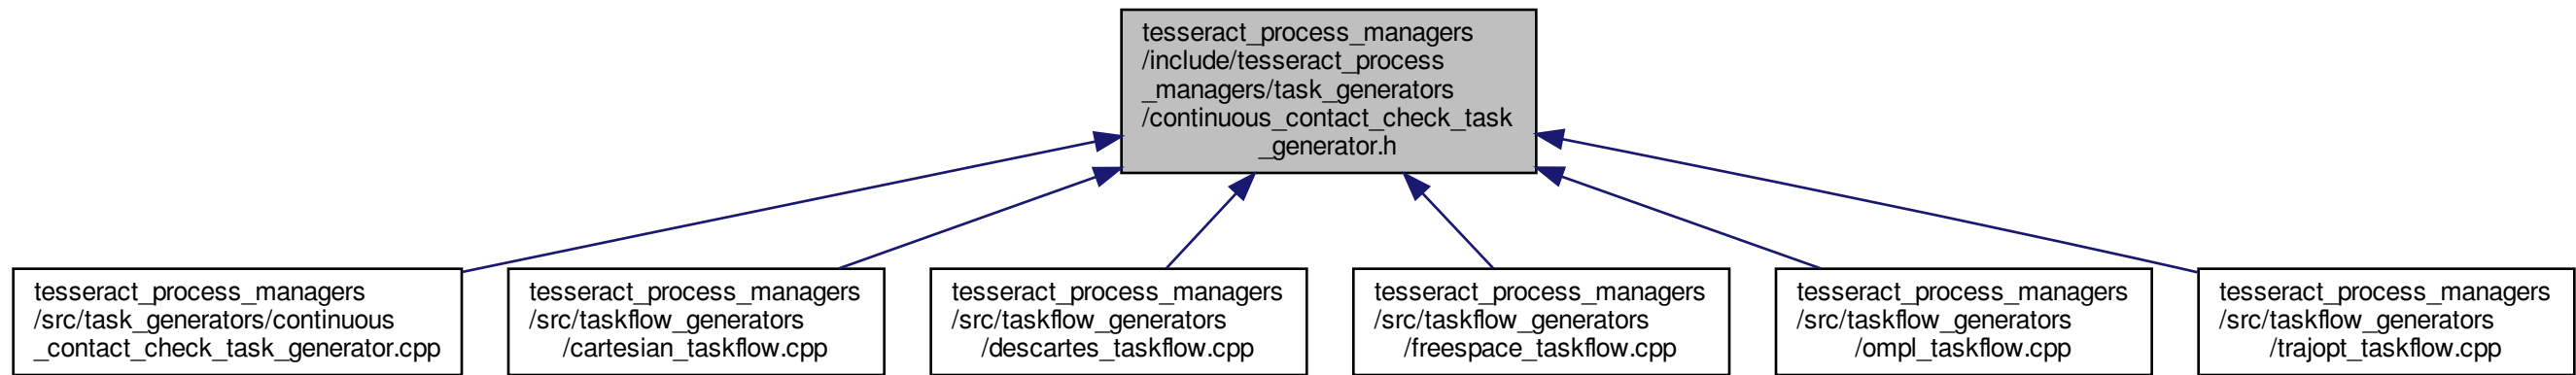 tesseract_process_managers
/include/tesseract_process
_managers/task_generators
/continuous_contact_check_task
_generator.h
tesseract_process_managers
/src/task_generators/continuous
_contact_check_task_generator.cpp
tesseract_process_managers
/src/taskflow_generators
/cartesian_taskflow.cpp
tesseract_process_managers
/src/taskflow_generators
/descartes_taskflow.cpp
tesseract_process_managers
/src/taskflow_generators
/freespace_taskflow.cpp
tesseract_process_managers
/src/taskflow_generators
/ompl_taskflow.cpp
tesseract_process_managers
/src/taskflow_generators
/trajopt_taskflow.cpp